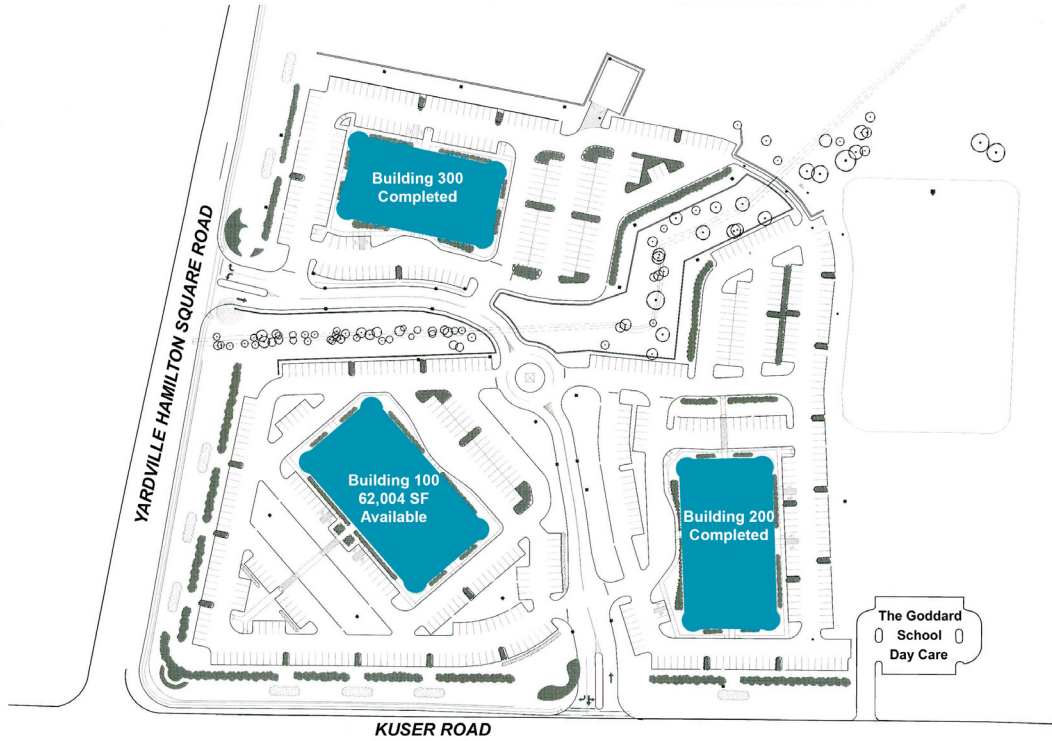 Building 300
Completed
YARDVILLE HAMILTON SQUARE ROAD
Building 100
62,004 SF
Available
Building 200
Completed
The Goddard
School
Day Care
KUSER ROAD